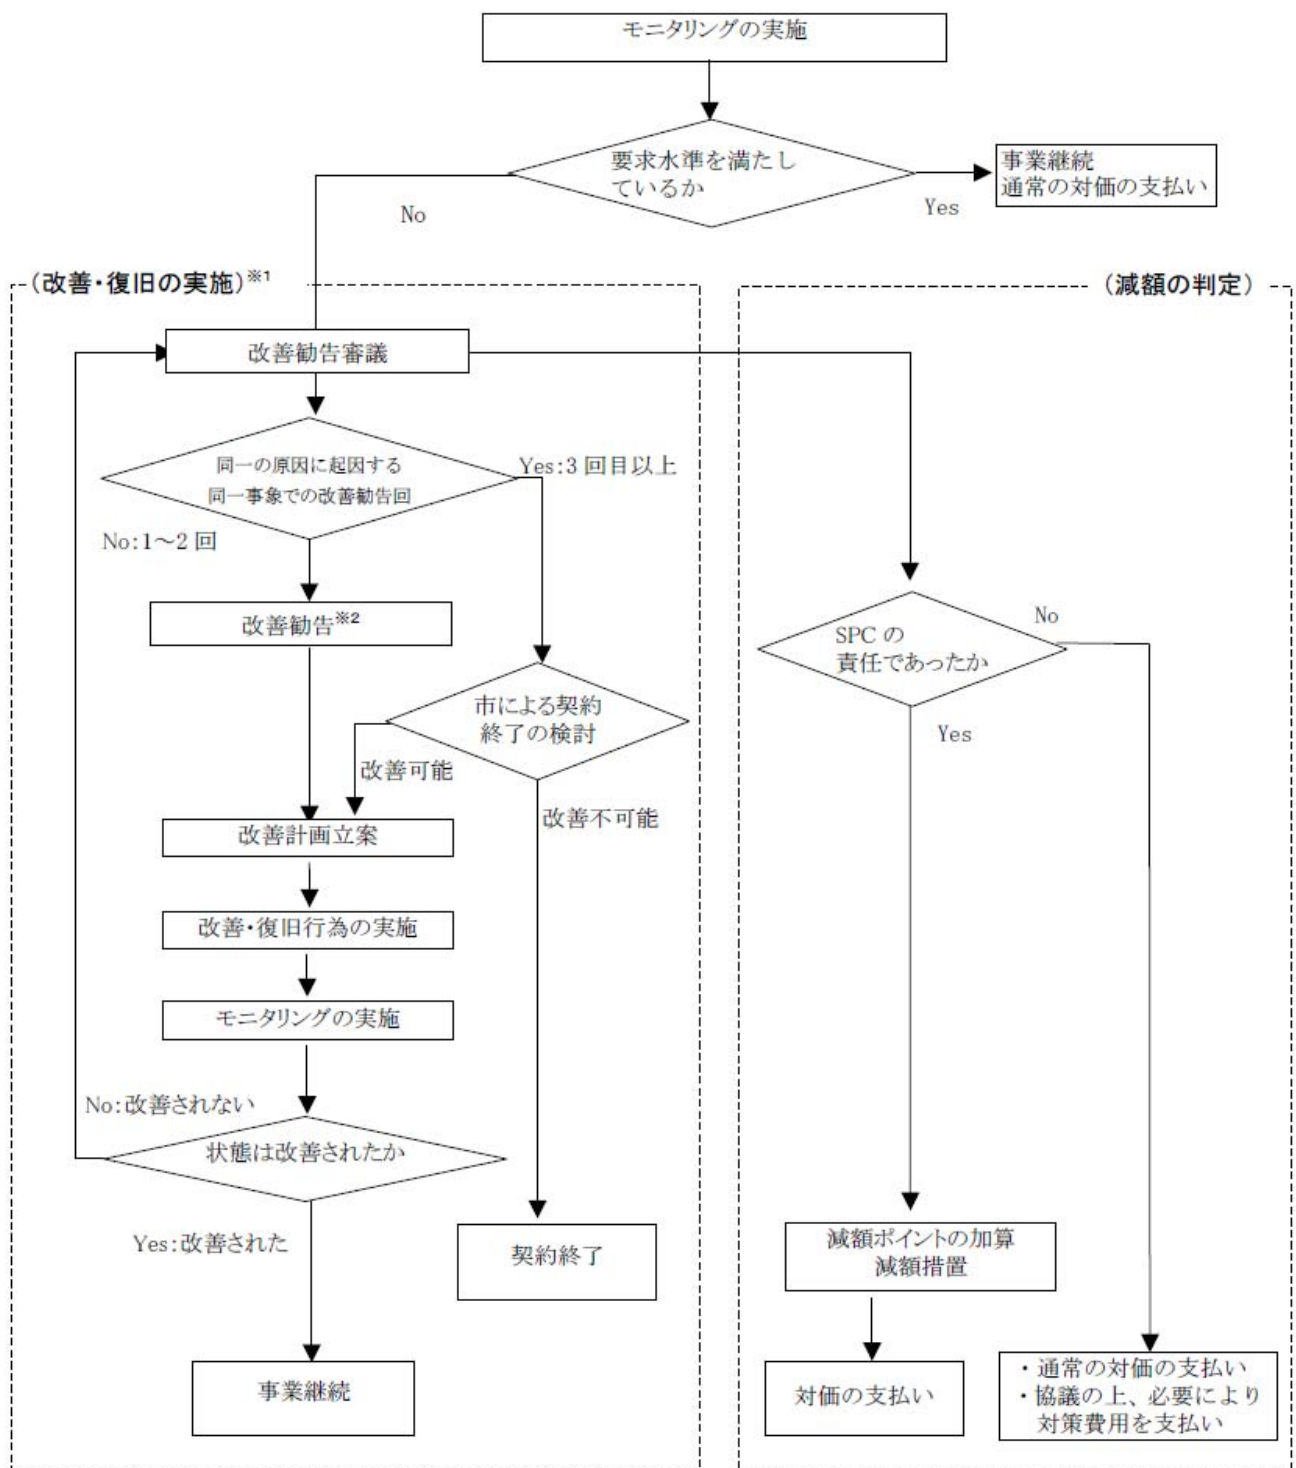 モニタリングの実施
要求水準を満たし
ているか
事業継続
通常の対価の支払い
No
Yes
(改善・復旧の実施)※1
(減額の判定)
改善勧告審議
同一の原因に起因する
同一事象での改善勧告回
Yes:3 回目以上
No:1～2 回
改善勧告※2
SPC の
責任であったか
No
Yes
市による契約
終了の検討
改善可能
改善不可能
改善計画立案
改善・復旧行為の実施
モニタリングの実施
No:改善されない
状態は改善されたか
Yes:改善された
契約終了
減額ポイントの加算
減額措置
事業継続
対価の支払い
・通常の対価の支払い
・協議の上、必要により
対策費用を支払い